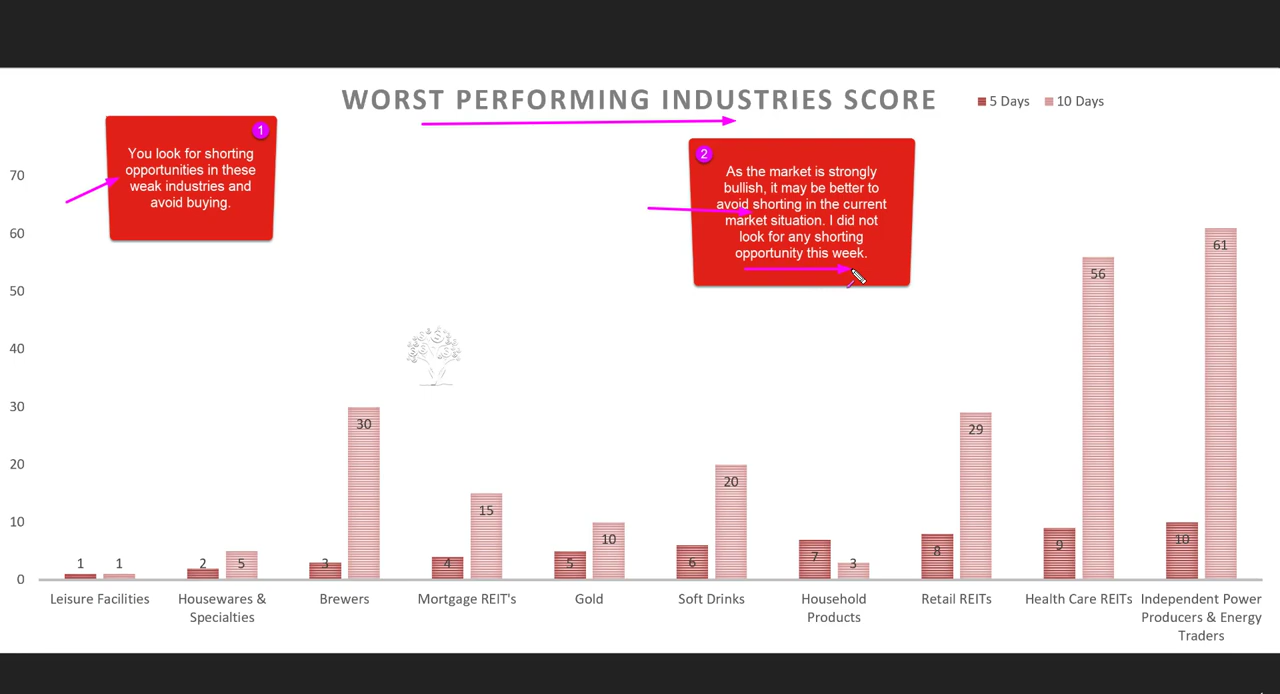 WORST PERFORMING INDUSTRIES SCORE
5 Days
10 Days
1
You look for shorting
opportunities in these
weak industries and
avoid buying.
2
As the market is strongly
bullish, it may be better to
avoid shorting in the current
market situation. I did not
look for any shorting
opportunity this week.
70
60
50
40
30
20
10
0
1 1
2 5
3 30
4 15
5 10
6 20
7 3
8 29
9 56
10 61
Leisure Facilities
Housewares &
Specialties
Brewers
Mortgage REIT's
Gold
Soft Drinks
Household
Products
Retail REITs
Health Care REITs
Independent Power
Producers & Energy
Traders